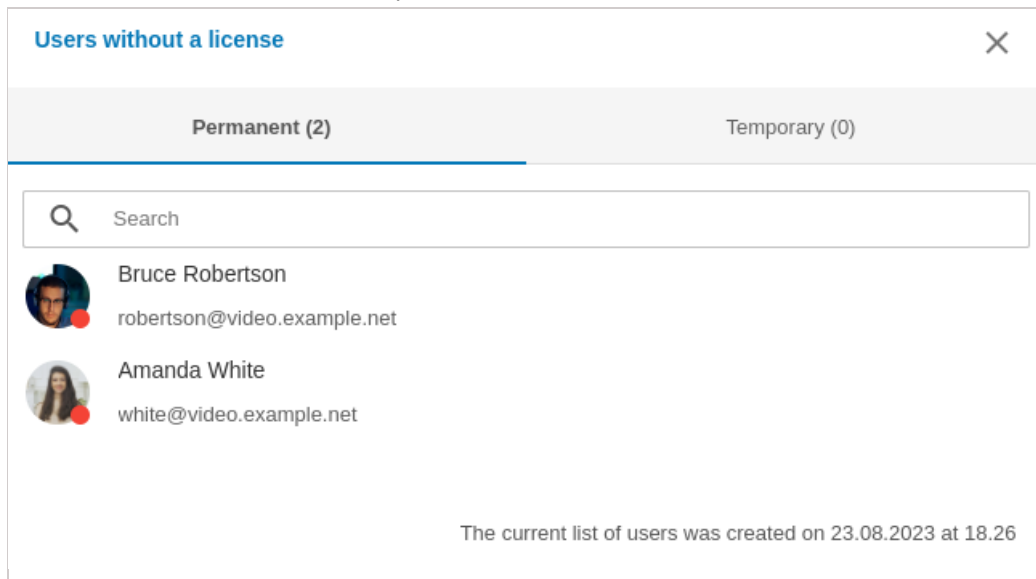 Users without a license
Permanent (2)
Temporary (0)
Search
Bruce Robertson
robertson@video.example.net
Amanda White
white@video.example.net
The current list of users was created on 23.08.2023 at 18.26